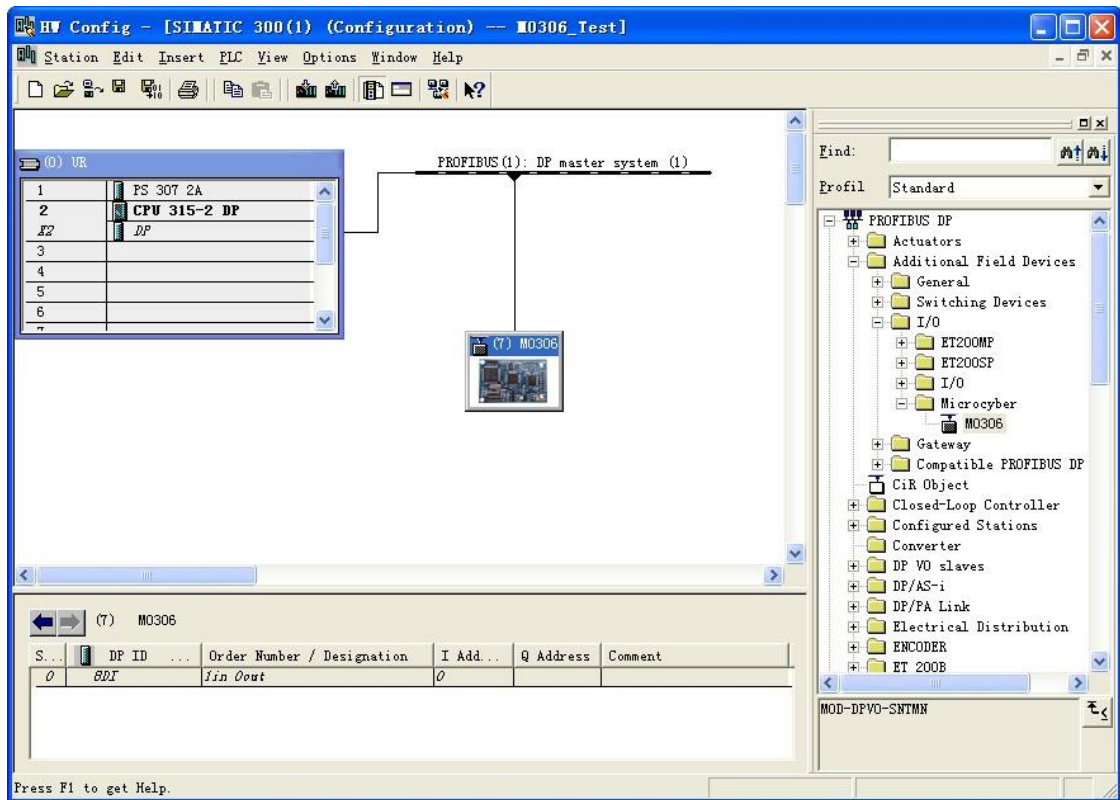 HW Config - [SIMATIC 300(1) (Configuration) -- M0306_Test]
Station Edit Insert PLC View Options Window Help
(0) UR
1 PS 307 2A
2 CPU 315-2 DP
X2 DP
3
4
5
6
7
PROFIBUS(1): DP master system (1)
(7) M0306
Find:
Profil Standard
PROFIBUS DP
Actuators
Additional Field Devices
General
Switching Devices
I/O
ET200MP
ET200SP
I/O
Microcyber
M0306
Gateway
Compatible PROFIBUS DP
CiR Object
Closed-Loop Controller
Configured Stations
Converter
DP V0 slaves
DP/AS-i
DP/PA Link
Electrical Distribution
ENCODER
ET 200B
MOD-DPV0-SNTMN
(7) M0306
S... DP ID ... Order Number / Designation I Add... Q Address Comment
0 8DI 1in 0out 0
Press F1 to get Help.